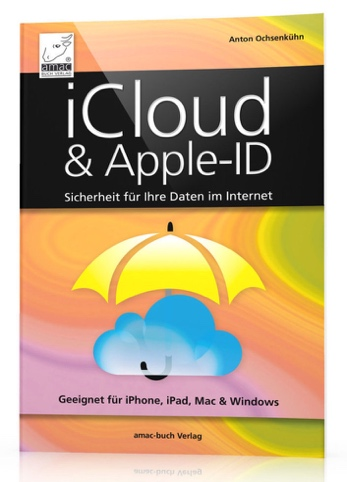 Anton Ochsenkühn
amac
BUCH VERLAG
iCloud
& Apple-ID
Sicherheit für Ihre Daten im Internet
Geeignet für iPhone, iPad, Mac & Windows
amac-buch Verlag